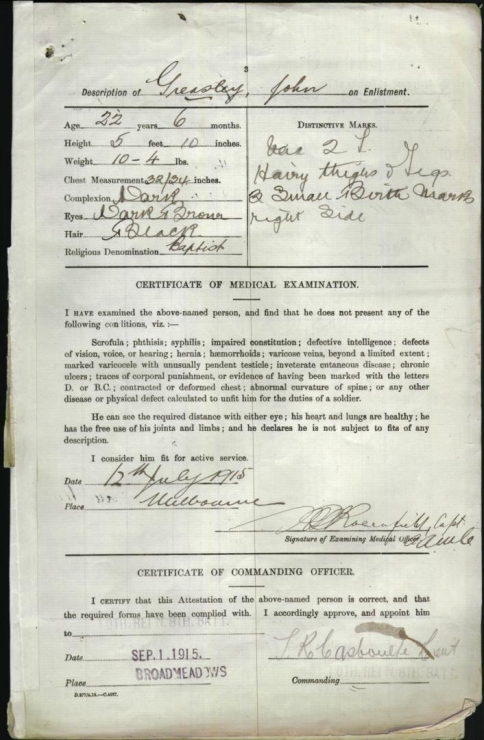 3
Description of Greasley, John on Enlistment.
Age 22 years 6 months.
Height 5 feet 10 inches.
Weight 10-4 lbs.
Chest Measurement 32/34 inches.
Complexion Dark
Eyes Dark Brown
Hair Black
Religious Denomination Baptist
DISTINCTIVE MARKS.
Vac 2 L.
Hairy thighs & legs
3 Small Birth Marks
right Side
CERTIFICATE OF MEDICAL EXAMINATION.
I HAVE examined the above-named person, and find that he does not present any of the
following conditions, viz. :—
Scrofula; phthisis; syphilis; impaired constitution; defective intelligence; defects
of vision, voice, or hearing; hernia; hæmorrhoids; varicose veins, beyond a limited extent;
marked varicocele with unusually pendent testicle; inveterate cutaneous disease; chronic
ulcers; traces of corporal punishment, or evidence of having been marked with the letters
D. or B.C.; contracted or deformed chest; abnormal curvature of spine; or any other
disease or physical defect calculated to unfit him for the duties of a soldier.
He can see the required distance with either eye; his heart and lungs are healthy; he
has the free use of his joints and limbs; and he declares he is not subject to fits of any
description.
I consider him fit for active service.
Date 12th July 1915
Place Melbourne
Rosenfield, Capt
Signature of Examining Medical Officer.
AAMC
CERTIFICATE OF COMMANDING OFFICER.
I CERTIFY that this Attestation of the above-named person is correct, and that
the required forms have been complied with. I accordingly approve, and appoint him
to
Date SEP. 1. 1915.
BROADMEADOWS
Place
Lieut
Commanding